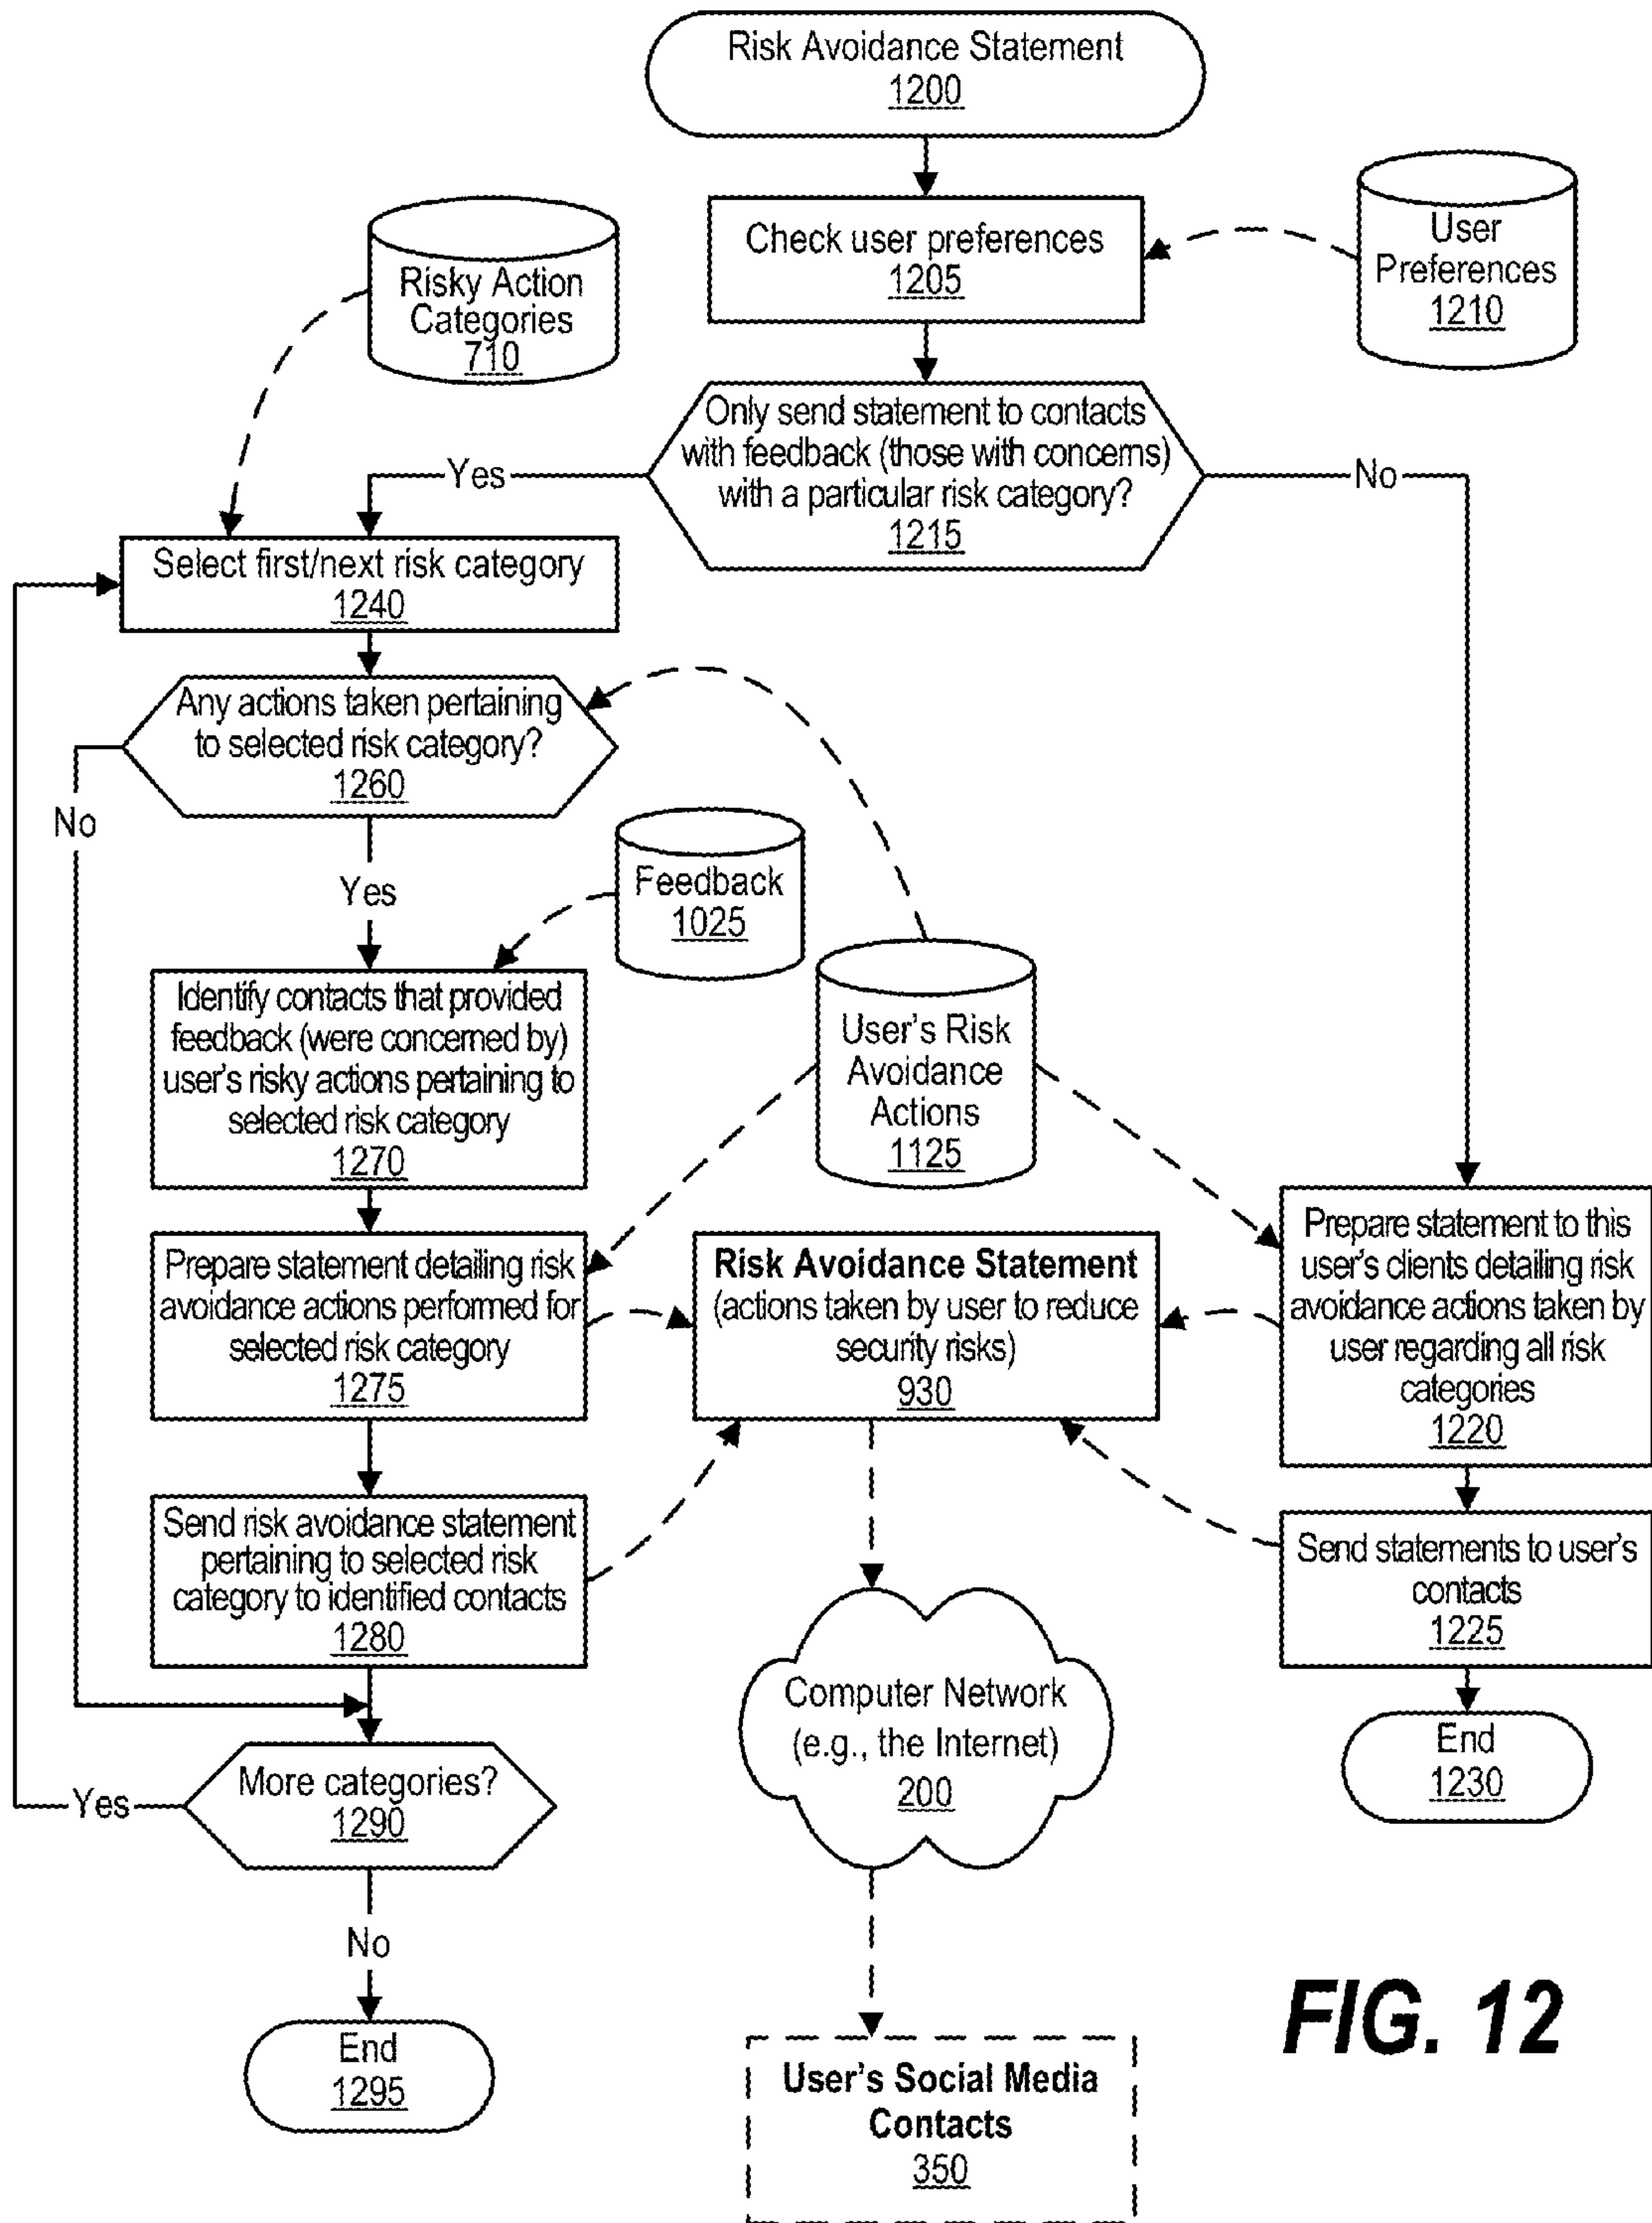 Risk Avoidance Statement
1200
Check user preferences
1205
User
Preferences
1210
Risky Action
Categories
710
Only send statement to contacts
with feedback (those with concerns)
with a particular risk category?
1215
Yes
No
Select first/next risk category
1240
Any actions taken pertaining
to selected risk category?
1260
No
Yes
Feedback
1025
Identify contacts that provided
feedback (were concerned by)
user's risky actions pertaining to
selected risk category
1270
User's Risk
Avoidance
Actions
1125
Prepare statement detailing risk
avoidance actions performed for
selected risk category
1275
Risk Avoidance Statement
(actions taken by user to reduce
security risks)
930
Prepare statement to this
user's clients detailing risk
avoidance actions taken by
user regarding all risk
categories
1220
Send risk avoidance statement
pertaining to selected risk
category to identified contacts
1280
Send statements to user's
contacts
1225
Computer Network
(e.g., the Internet)
200
End
1230
More categories?
1290
Yes
No
End
1295
User's Social Media
Contacts
350
FIG. 12